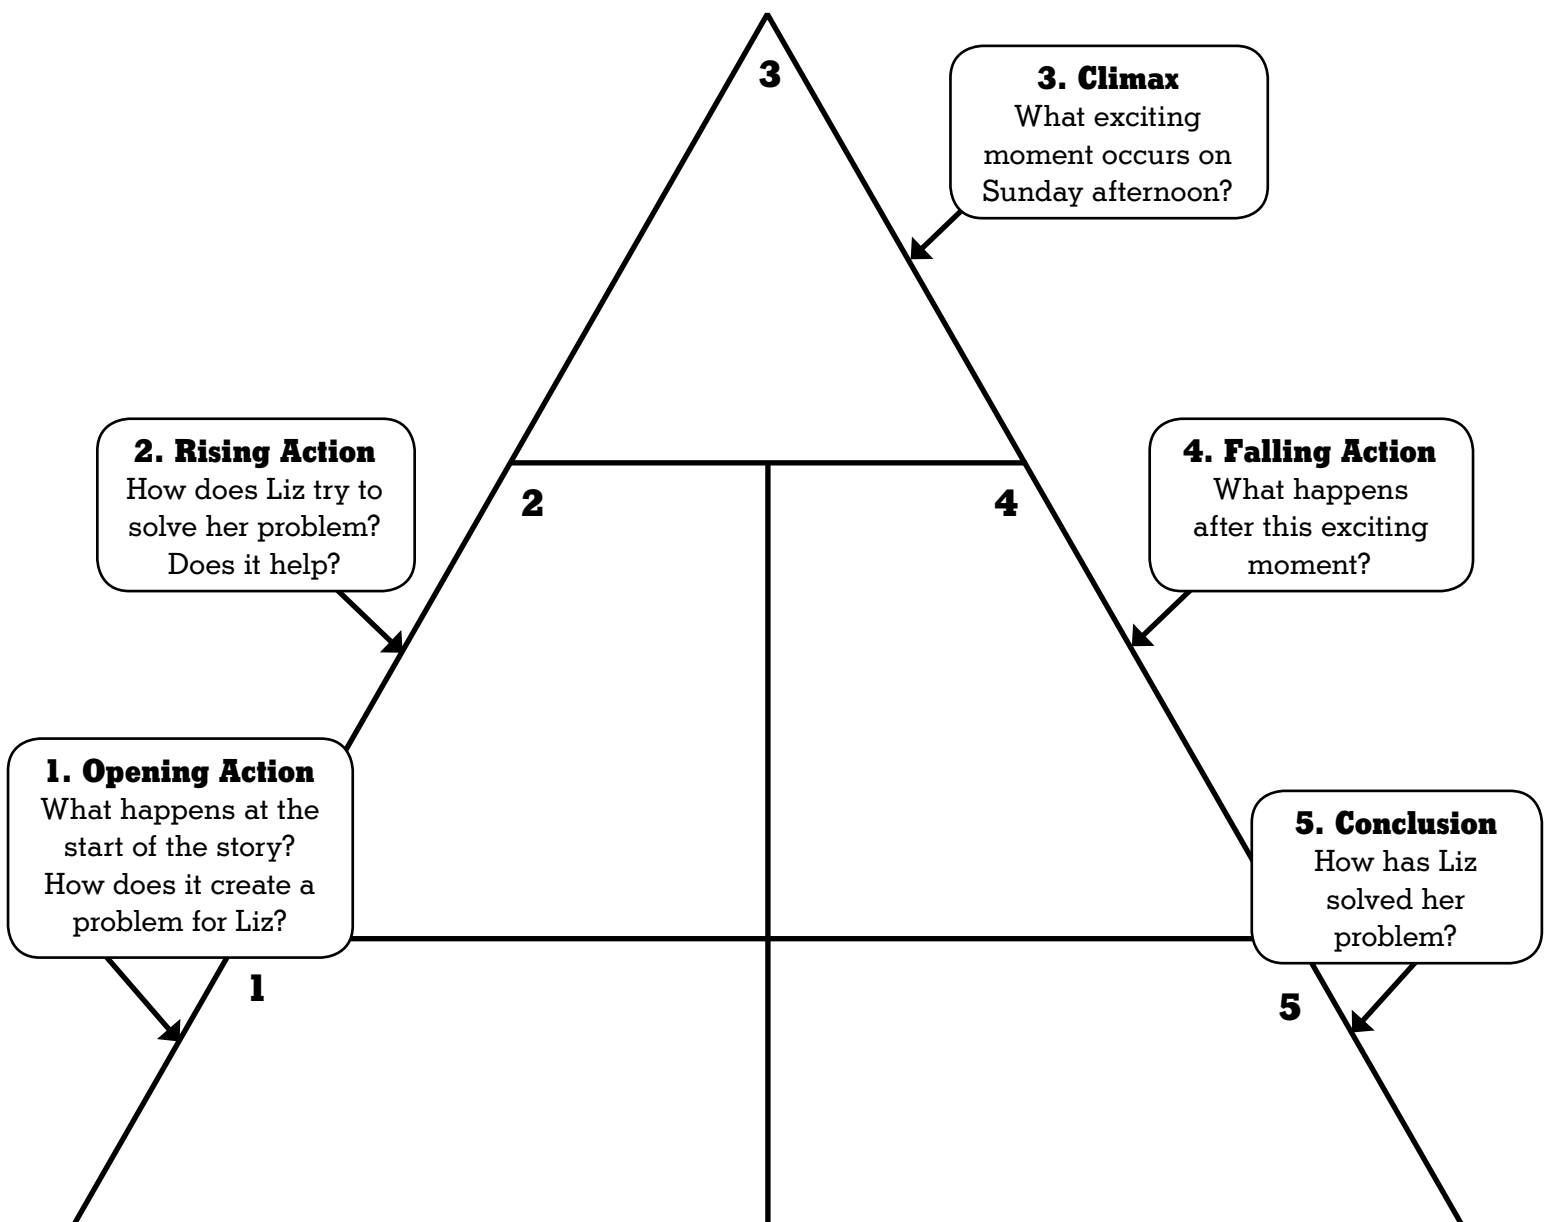 3
3. Climax
What exciting
moment occurs on
Sunday afternoon?
2. Rising Action
How does Liz try to
solve her problem?
Does it help?
2
4
4. Falling Action
What happens
after this exciting
moment?
1. Opening Action
What happens at the
start of the story?
How does it create a
problem for Liz?
1
5. Conclusion
How has Liz
solved her
problem?
5